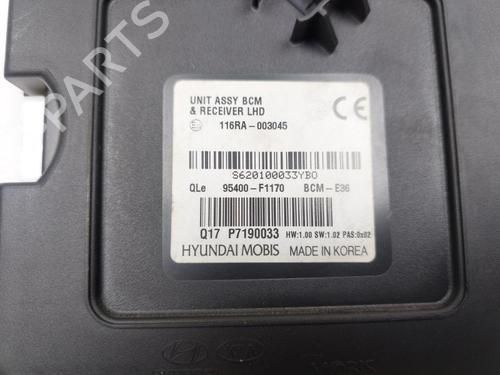 UNIT ASSY BCM
& RECEIVER LHD
116RA-003045
CE
S620100033YB0
QLe 95400-F1170 BCM-E36
Q17 P7190033 HW:1.00 SW:1.02 PAS:0x02
HYUNDAI MOBIS MADE IN KOREA